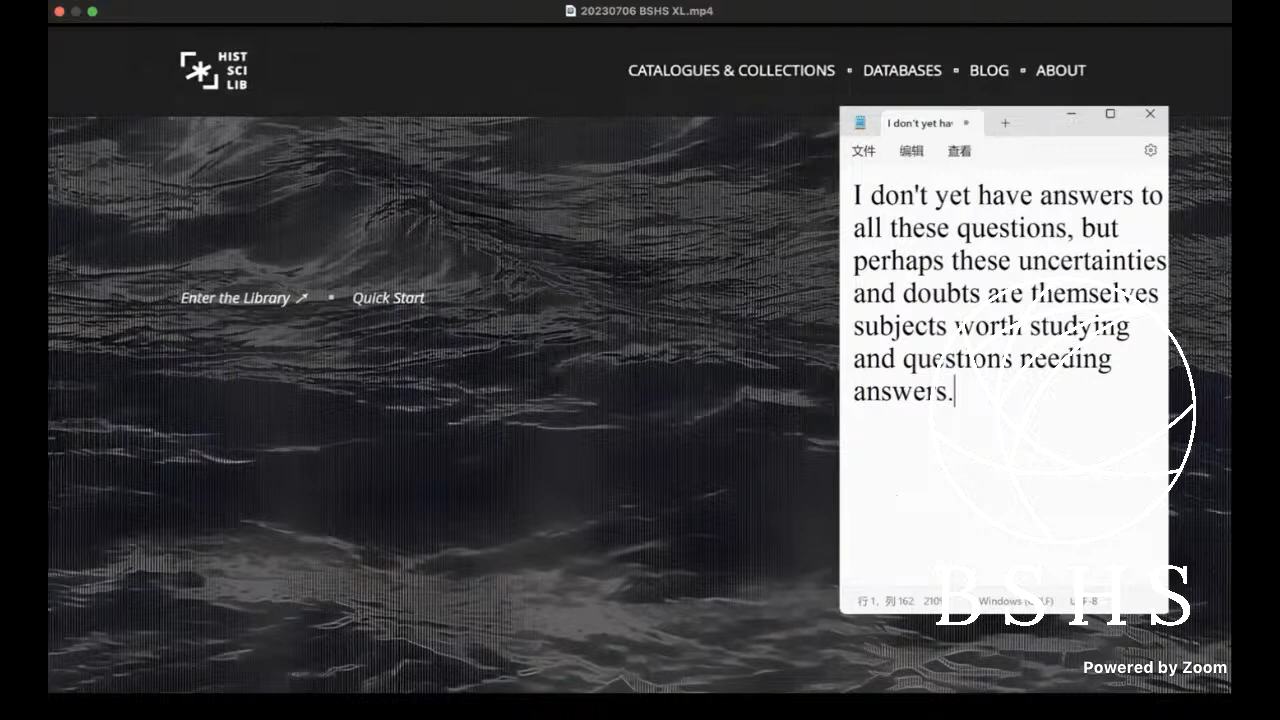 20230706 BSHS XL.mp4
HIST
SCI
LIB
CATALOGUES & COLLECTIONS ▪ DATABASES ▪ BLOG ▪ ABOUT
I don't yet ha
文件 编辑 查看
I don't yet have answers to
all these questions, but
perhaps these uncertainties
and doubts are themselves
subjects worth studying
and questions needing
answers.
Enter the Library ↗ ▪ Quick Start
行 1, 列 162
BSHS
Powered by Zoom